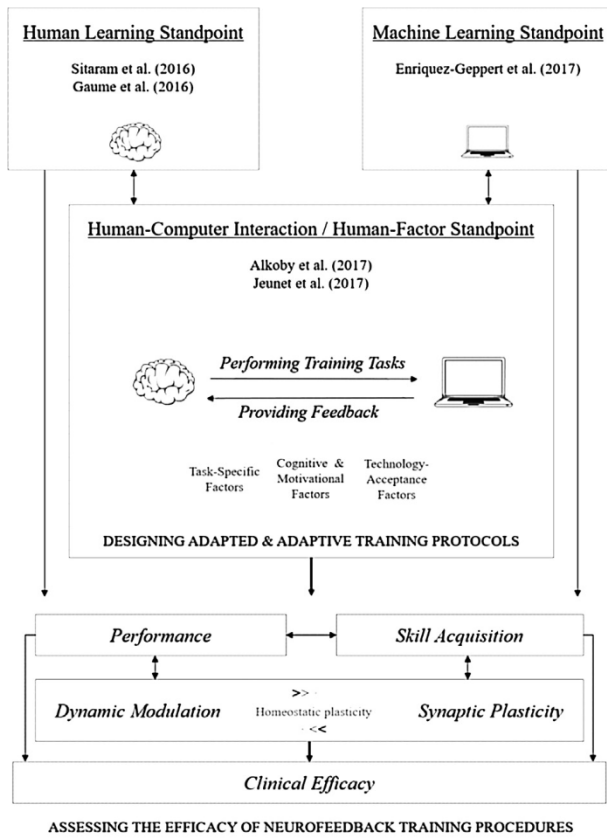 Human Learning Standpoint
Sitaram et al. (2016)
Gaume et al. (2016)
Machine Learning Standpoint
Enriquez-Geppert et al. (2017)
Human-Computer Interaction / Human-Factor Standpoint
Alkoby et al. (2017)
Jeunet et al. (2017)
Performing Training Tasks
Providing Feedback
Task-Specific
Factors
Cognitive &
Motivational
Factors
Technology-
Acceptance
Factors
DESIGNING ADAPTED & ADAPTIVE TRAINING PROTOCOLS
Performance
Skill Acquisition
Dynamic Modulation
>>
Homeostatic plasticity
<<
Synaptic Plasticity
Clinical Efficacy
ASSESSING THE EFFICACY OF NEUROFEEDBACK TRAINING PROCEDURES